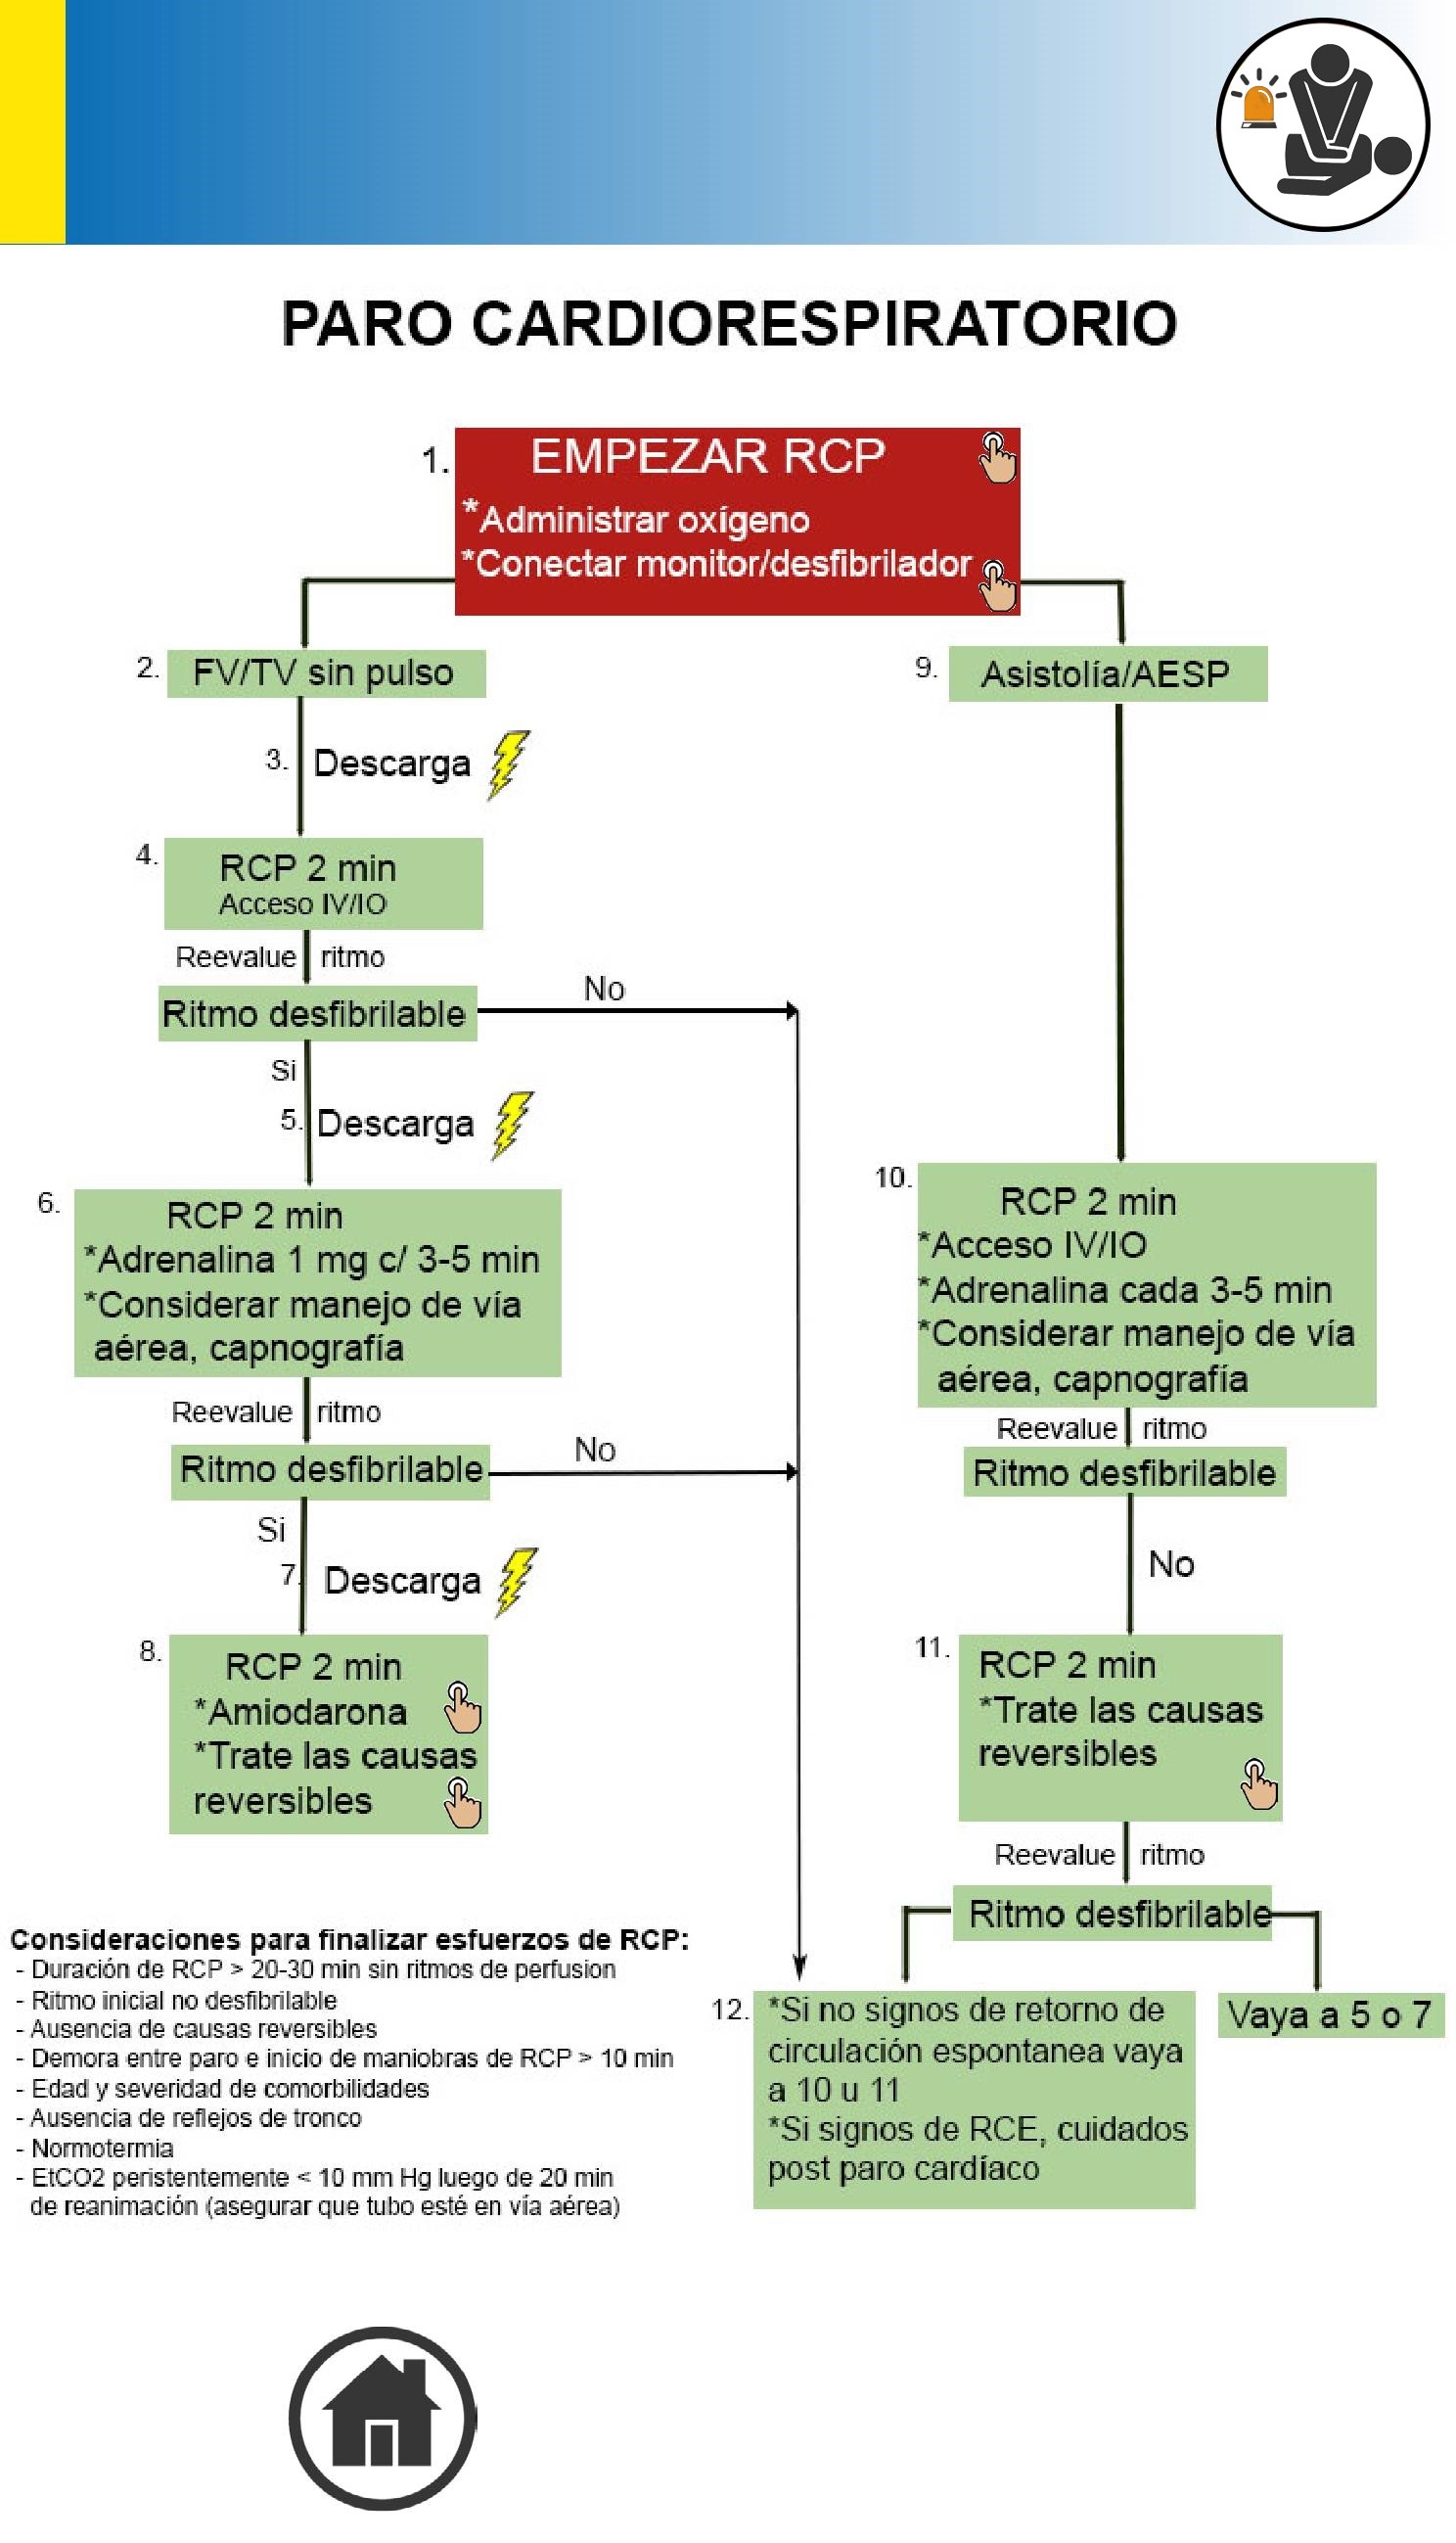 PARO CARDIORESPIRATORIO
1.
EMPEZAR RCP
*Administrar oxígeno
*Conectar monitor/desfibrilador
2.
FV/TV sin pulso
3.
Descarga
4.
RCP 2 min
Acceso IV/IO
Reevalue ritmo
Ritmo desfibrilable
No
Si
5.
Descarga
6.
RCP 2 min
*Adrenalina 1 mg c/ 3-5 min
*Considerar manejo de vía
aérea, capnografía
Reevalue ritmo
Ritmo desfibrilable
No
Si
7.
Descarga
8.
RCP 2 min
*Amiodarona
*Trate las causas
reversibles
9.
Asistolía/AESP
10.
RCP 2 min
*Acceso IV/IO
*Adrenalina cada 3-5 min
*Considerar manejo de vía
aérea, capnografía
Reevalue ritmo
Ritmo desfibrilable
No
11.
RCP 2 min
*Trate las causas
reversibles
Reevalue ritmo
Ritmo desfibrilable
12.
*Si no signos de retorno de
circulación espontanea vaya
a 10 u 11
*Si signos de RCE, cuidados
post paro cardíaco
Vaya a 5 o 7
Consideraciones para finalizar esfuerzos de RCP:
- Duración de RCP > 20-30 min sin ritmos de perfusion
- Ritmo inicial no desfibrilable
- Ausencia de causas reversibles
- Demora entre paro e inicio de maniobras de RCP > 10 min
- Edad y severidad de comorbilidades
- Ausencia de reflejos de tronco
- Normotermia
- EtCO2 peristentemente < 10 mm Hg luego de 20 min
de reanimación (asegurar que tubo esté en vía aérea)